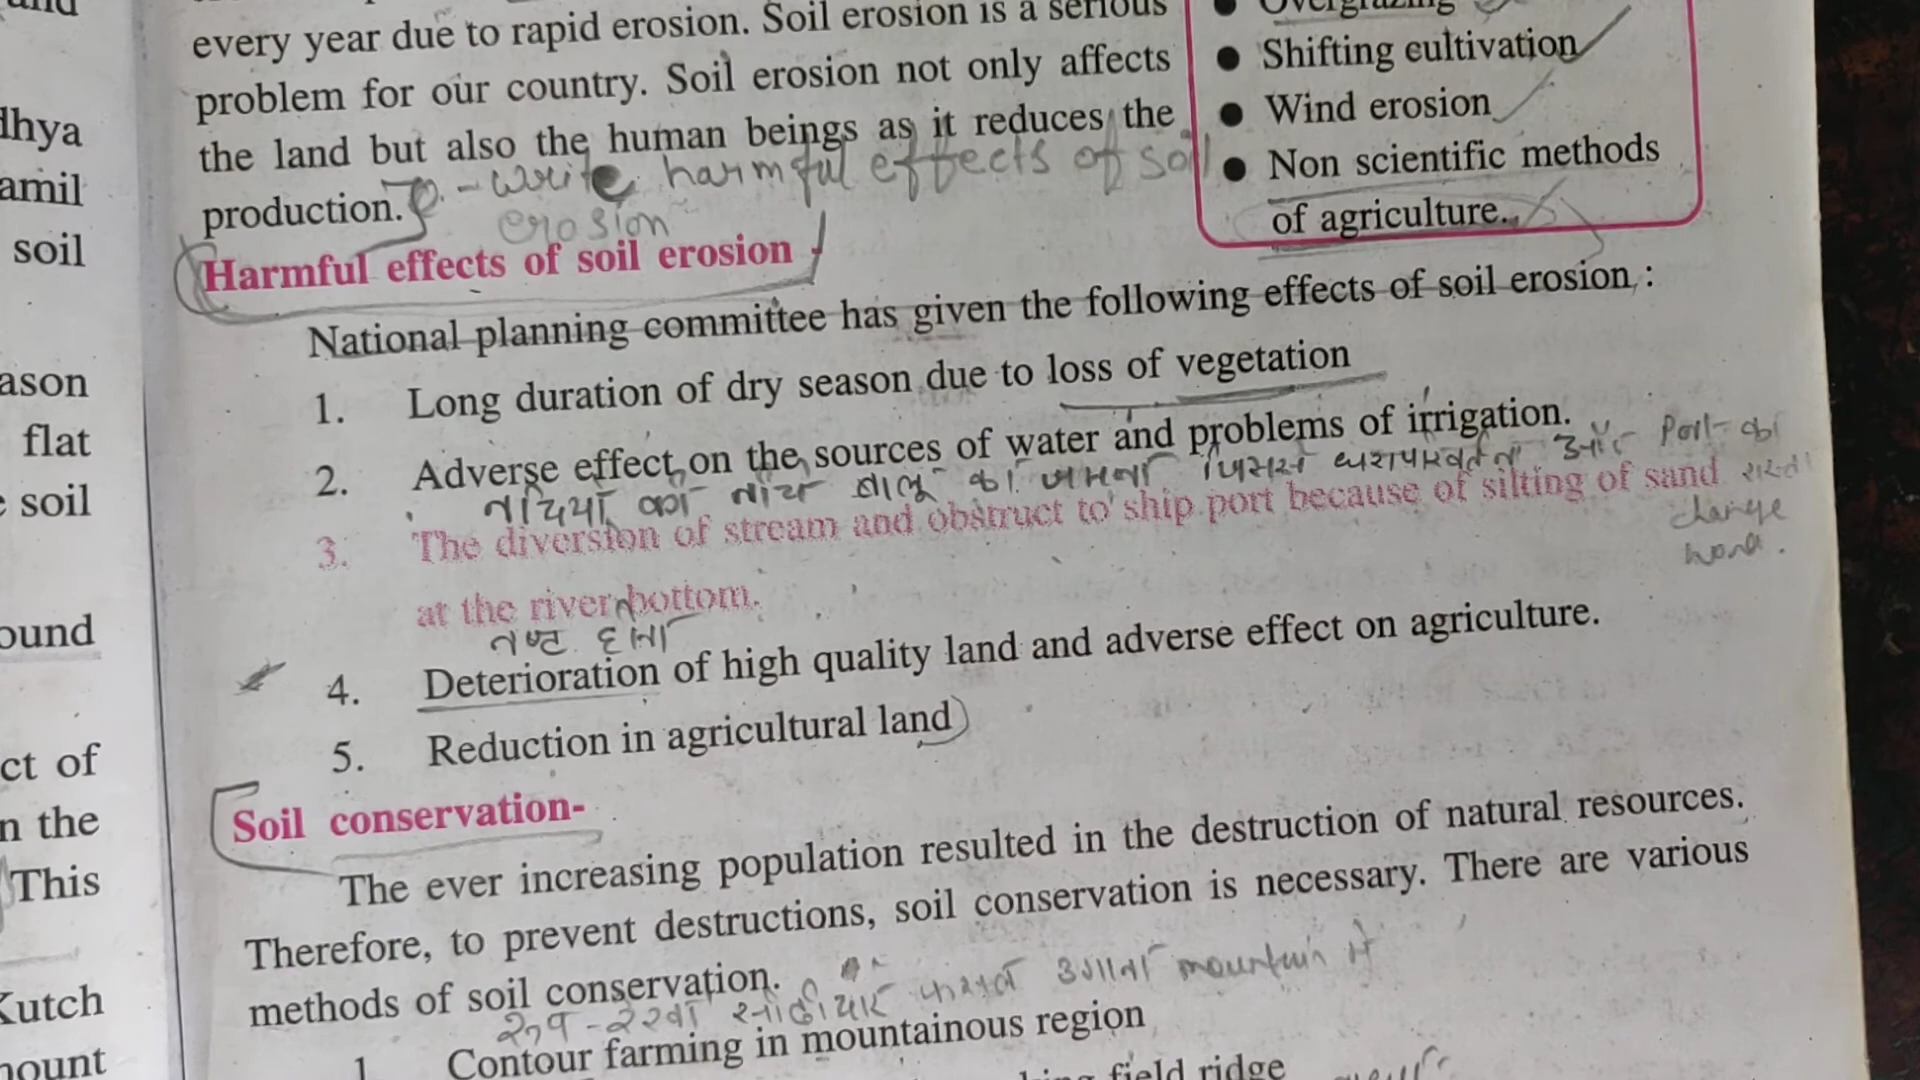 every year due to rapid erosion. Soil erosion is a serious
problem for our country. Soil erosion not only affects
the land but also the human beings as it reduces the
production.
Q. - Write harmful effects of soil
erosion
Overgrazing
● Shifting cultivation
● Wind erosion
● Non scientific methods
of agriculture.
Harmful effects of soil erosion
National planning committee has given the following effects of soil erosion :
1. Long duration of dry season due to loss of vegetation
2. Adverse effect on the sources of water and problems of irrigation.
3. The diversion of stream and obstruct to ship port because of silting of sand
change
at the river bottom.
नष्ट होना
4. Deterioration of high quality land and adverse effect on agriculture.
5. Reduction in agricultural land
Soil conservation-
The ever increasing population resulted in the destruction of natural resources.
Therefore, to prevent destructions, soil conservation is necessary. There are various
methods of soil conservation.
mountain में
1 Contour farming in mountainous region
field ridge
dhya
amil
soil
ason
flat
soil
ound
ct of
n the
This
Kutch
mount